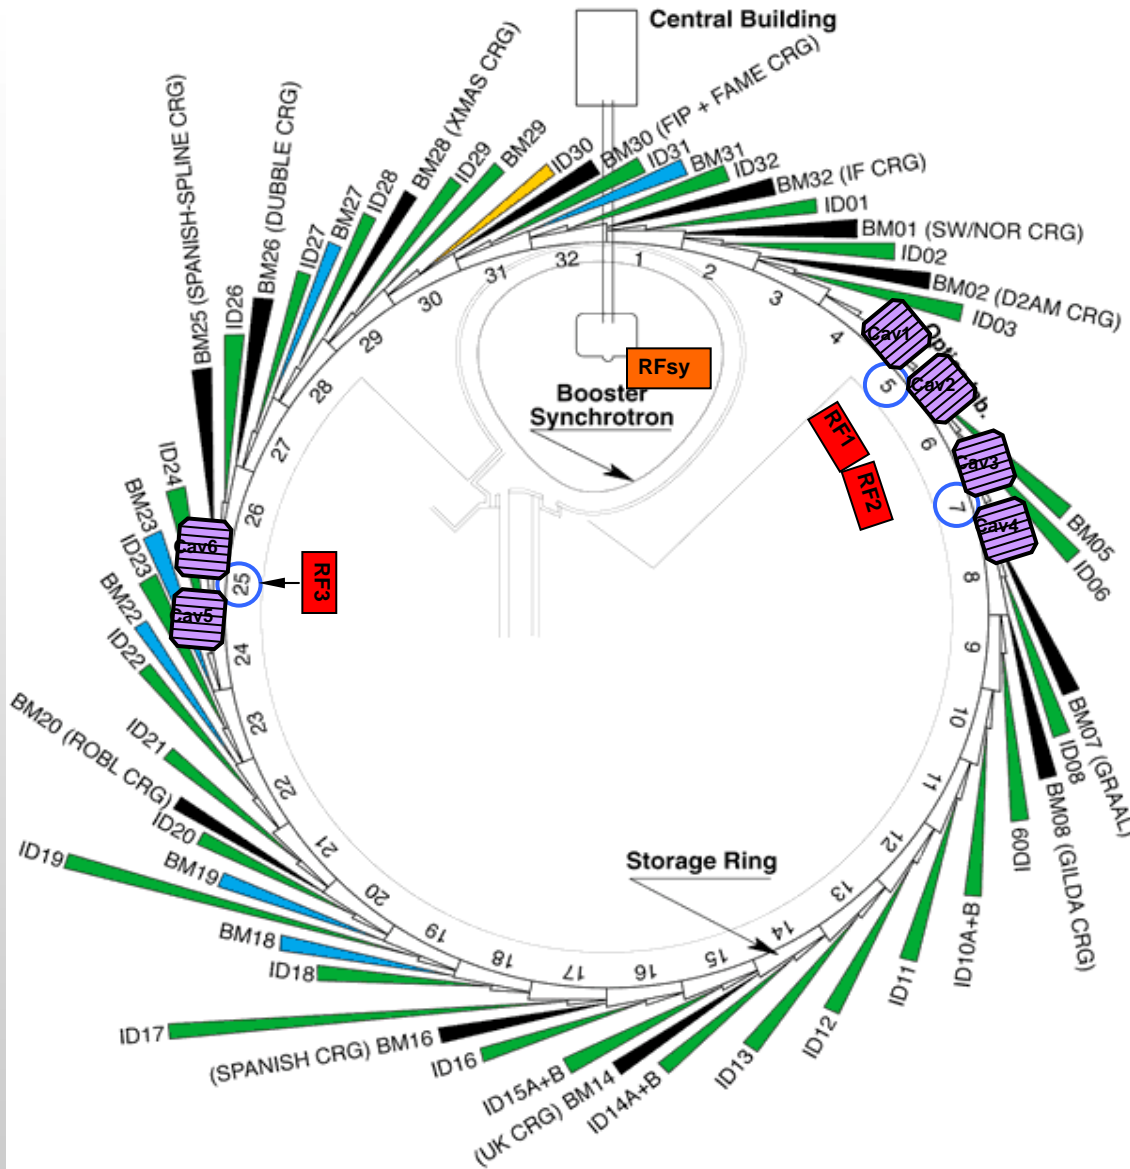 Central Building
BM25 (SPANISH-SPLINE CRG)
ID26
BM26 (DUBBLE CRG)
ID27
BM27
ID28
BM28 (XMAS CRG)
ID29
BM29
ID30
BM30 (FIP + FAME CRG)
ID31
BM31
ID32
BM32 (IF CRG)
ID01
BM01 (SW/NOR CRG)
ID02
BM02 (D2AM CRG)
ID03
Cav1
Cav2
Cav3
Cav4
BM05
ID06
BM07 (GRAAL)
ID08
BM08 (GILDA CRG)
ID09
ID10A+B
ID11
ID12
ID13
ID14A+B
(UK CRG) BM14
ID15A+B
ID16
(SPANISH CRG) BM16
ID17
ID18
BM18
BM19
ID19
ID20
BM20 (ROBL CRG)
ID21
ID22
BM22
ID23
BM23
ID24
Cav5
Cav6
1
2
3
4
5
6
7
8
9
10
11
12
13
14
15
16
17
18
19
20
21
22
23
24
25
26
27
28
29
30
31
32
RFsy
Booster
Synchrotron
RF1
RF2
RF3
Storage Ring